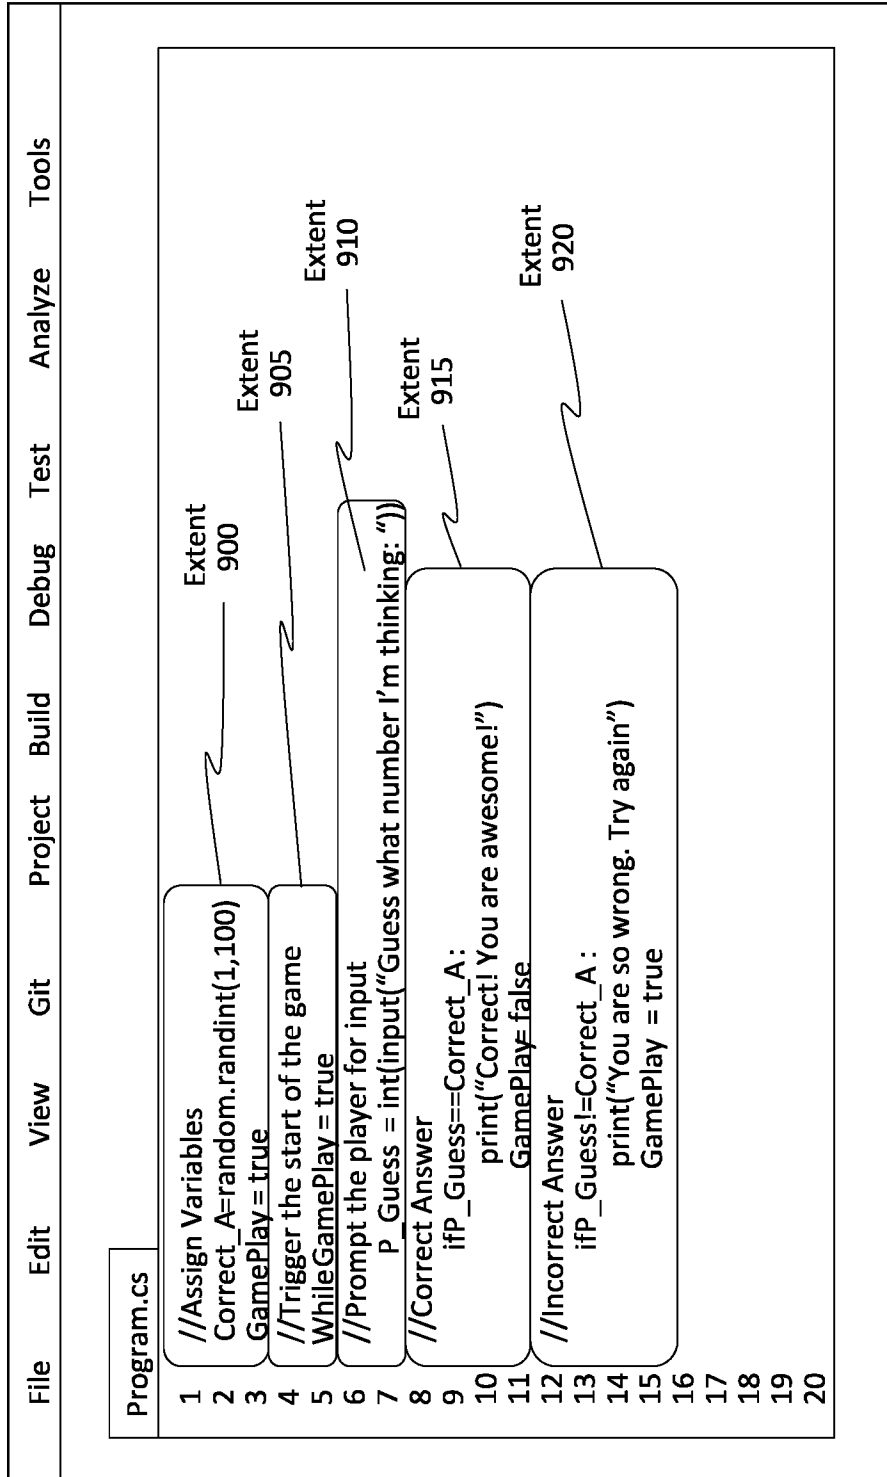 File Edit View Git Project Build Debug Test Analyze Tools
Program.cs
1 //Assign Variables
2 Correct_A=random.randint(1,100)
3 GamePlay = true
4 //Trigger the start of the game
5 WhileGamePlay = true
6 //Prompt the player for input
7 P_Guess = int(input(“Guess what number I’m thinking: “))
8 //Correct Answer
9 ifP_Guess==Correct_A :
10 print(“Correct! You are awesome!”)
11 GamePlay= false
12 //Incorrect Answer
13 ifP_Guess!=Correct_A :
14 print(“You are so wrong. Try again”)
15 GamePlay = true
16
17
18
19
20
Extent
900
Extent
905
Extent
910
Extent
915
Extent
920